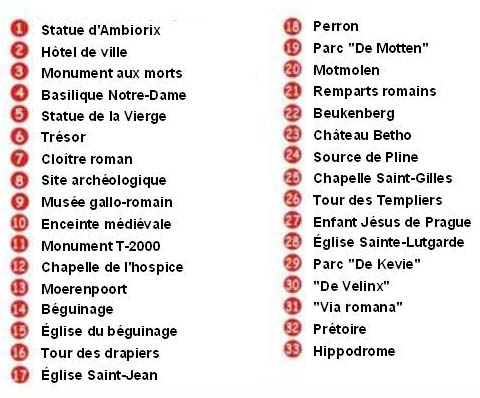 1 Statue d'Ambiorix
2 Hôtel de ville
3 Monument aux morts
4 Basilique Notre-Dame
5 Statue de la Vierge
6 Trésor
7 Cloître roman
8 Site archéologique
9 Musée gallo-romain
10 Enceinte médiévale
11 Monument T-2000
12 Chapelle de l'hospice
13 Moerenpoort
14 Béguinage
15 Église du béguinage
16 Tour des drapiers
17 Église Saint-Jean
18 Perron
19 Parc "De Motten"
20 Motmolen
21 Remparts romains
22 Beukenberg
23 Château Betho
24 Source de Pline
25 Chapelle Saint-Gilles
26 Tour des Templiers
27 Enfant Jésus de Prague
28 Église Sainte-Lutgarde
29 Parc "De Kevie"
30 "De Velinx"
31 "Via romana"
32 Prétoire
33 Hippodrome